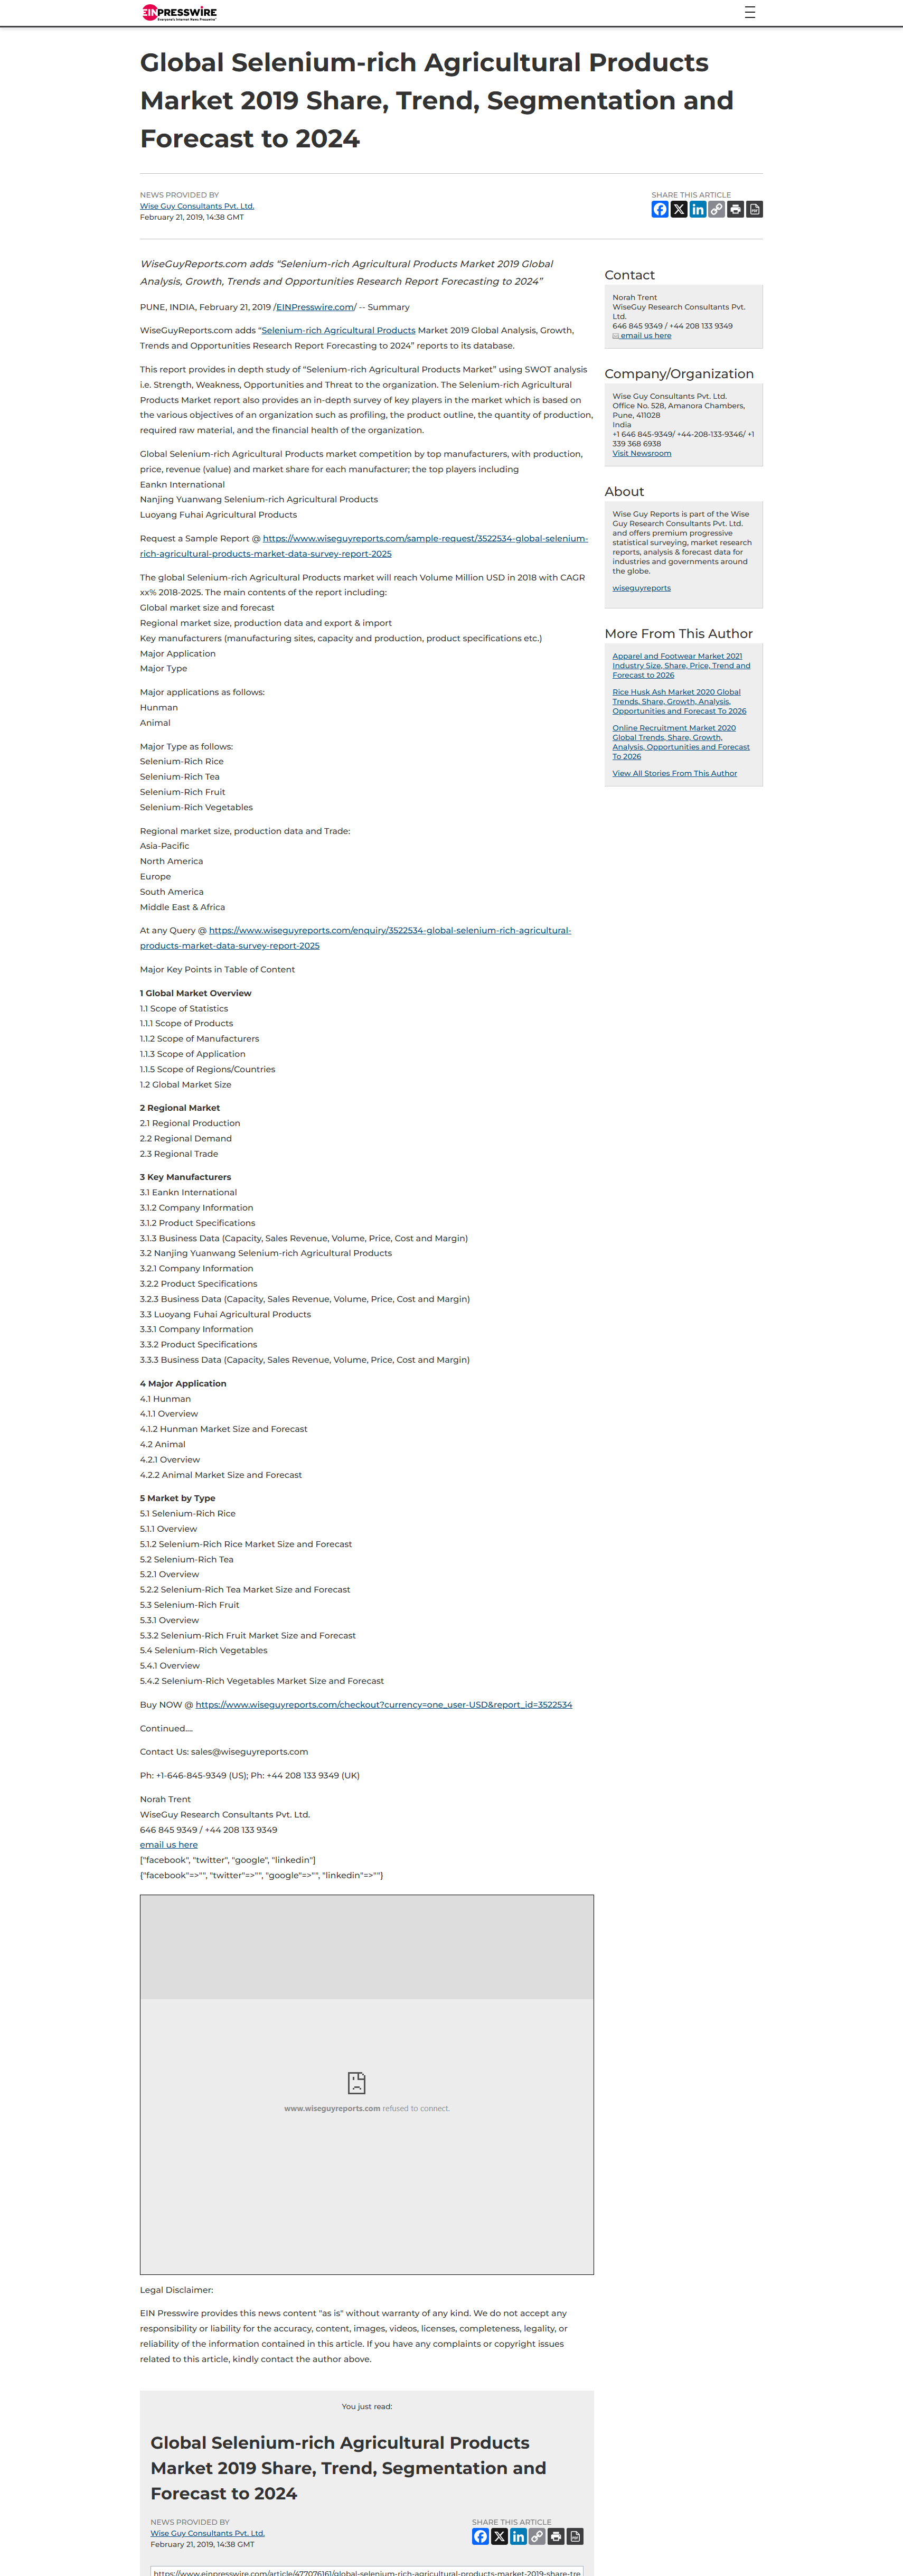 EINPRESSWIRE
Everyone's Internet News Presswire
Global Selenium-rich Agricultural Products
Market 2019 Share, Trend, Segmentation and
Forecast to 2024
NEWS PROVIDED BY
Wise Guy Consultants Pvt. Ltd.
February 21, 2019, 14:38 GMT
SHARE THIS ARTICLE
WiseGuyReports.com adds “Selenium-rich Agricultural Products Market 2019 Global
Analysis, Growth, Trends and Opportunities Research Report Forecasting to 2024”
PUNE, INDIA, February 21, 2019 /EINPresswire.com/ -- Summary
WiseGuyReports.com adds “Selenium-rich Agricultural Products Market 2019 Global Analysis, Growth,
Trends and Opportunities Research Report Forecasting to 2024” reports to its database.
This report provides in depth study of “Selenium-rich Agricultural Products Market” using SWOT analysis
i.e. Strength, Weakness, Opportunities and Threat to the organization. The Selenium-rich Agricultural
Products Market report also provides an in-depth survey of key players in the market which is based on
the various objectives of an organization such as profiling, the product outline, the quantity of production,
required raw material, and the financial health of the organization.
Global Selenium-rich Agricultural Products market competition by top manufacturers, with production,
price, revenue (value) and market share for each manufacturer; the top players including
Eankn International
Nanjing Yuanwang Selenium-rich Agricultural Products
Luoyang Fuhai Agricultural Products
Request a Sample Report @ https://www.wiseguyreports.com/sample-request/3522534-global-selenium-
rich-agricultural-products-market-data-survey-report-2025
The global Selenium-rich Agricultural Products market will reach Volume Million USD in 2018 with CAGR
xx% 2018-2025. The main contents of the report including:
Global market size and forecast
Regional market size, production data and export & import
Key manufacturers (manufacturing sites, capacity and production, product specifications etc.)
Major Application
Major Type
Major applications as follows:
Hunman
Animal
Major Type as follows:
Selenium-Rich Rice
Selenium-Rich Tea
Selenium-Rich Fruit
Selenium-Rich Vegetables
Regional market size, production data and Trade:
Asia-Pacific
North America
Europe
South America
Middle East & Africa
At any Query @ https://www.wiseguyreports.com/enquiry/3522534-global-selenium-rich-agricultural-
products-market-data-survey-report-2025
Major Key Points in Table of Content
1 Global Market Overview
1.1 Scope of Statistics
1.1.1 Scope of Products
1.1.2 Scope of Manufacturers
1.1.3 Scope of Application
1.1.5 Scope of Regions/Countries
1.2 Global Market Size
2 Regional Market
2.1 Regional Production
2.2 Regional Demand
2.3 Regional Trade
3 Key Manufacturers
3.1 Eankn International
3.1.2 Company Information
3.1.2 Product Specifications
3.1.3 Business Data (Capacity, Sales Revenue, Volume, Price, Cost and Margin)
3.2 Nanjing Yuanwang Selenium-rich Agricultural Products
3.2.1 Company Information
3.2.2 Product Specifications
3.2.3 Business Data (Capacity, Sales Revenue, Volume, Price, Cost and Margin)
3.3 Luoyang Fuhai Agricultural Products
3.3.1 Company Information
3.3.2 Product Specifications
3.3.3 Business Data (Capacity, Sales Revenue, Volume, Price, Cost and Margin)
4 Major Application
4.1 Hunman
4.1.1 Overview
4.1.2 Hunman Market Size and Forecast
4.2 Animal
4.2.1 Overview
4.2.2 Animal Market Size and Forecast
5 Market by Type
5.1 Selenium-Rich Rice
5.1.1 Overview
5.1.2 Selenium-Rich Rice Market Size and Forecast
5.2 Selenium-Rich Tea
5.2.1 Overview
5.2.2 Selenium-Rich Tea Market Size and Forecast
5.3 Selenium-Rich Fruit
5.3.1 Overview
5.3.2 Selenium-Rich Fruit Market Size and Forecast
5.4 Selenium-Rich Vegetables
5.4.1 Overview
5.4.2 Selenium-Rich Vegetables Market Size and Forecast
Buy NOW @ https://www.wiseguyreports.com/checkout?currency=one_user-USD&report_id=3522534
Continued....
Contact Us: sales@wiseguyreports.com
Ph: +1-646-845-9349 (US); Ph: +44 208 133 9349 (UK)
Norah Trent
WiseGuy Research Consultants Pvt. Ltd.
646 845 9349 / +44 208 133 9349
email us here
["facebook", "twitter", "google", "linkedin"]
{"facebook"=>"", "twitter"=>"", "google"=>"", "linkedin"=>""}
www.wiseguyreports.com refused to connect.
Legal Disclaimer:
EIN Presswire provides this news content "as is" without warranty of any kind. We do not accept any
responsibility or liability for the accuracy, content, images, videos, licenses, completeness, legality, or
reliability of the information contained in this article. If you have any complaints or copyright issues
related to this article, kindly contact the author above.
Contact
Norah Trent
WiseGuy Research Consultants Pvt.
Ltd.
646 845 9349 / +44 208 133 9349
email us here
Company/Organization
Wise Guy Consultants Pvt. Ltd.
Office No. 528, Amanora Chambers,
Pune, 411028
India
+1 646 845-9349/ +44-208-133-9346/ +1
339 368 6938
Visit Newsroom
About
Wise Guy Reports is part of the Wise
Guy Research Consultants Pvt. Ltd.
and offers premium progressive
statistical surveying, market research
reports, analysis & forecast data for
industries and governments around
the globe.
wiseguyreports
More From This Author
Apparel and Footwear Market 2021
Industry Size, Share, Price, Trend and
Forecast to 2026
Rice Husk Ash Market 2020 Global
Trends, Share, Growth, Analysis,
Opportunities and Forecast To 2026
Online Recruitment Market 2020
Global Trends, Share, Growth,
Analysis, Opportunities and Forecast
To 2026
View All Stories From This Author
You just read:
Global Selenium-rich Agricultural Products
Market 2019 Share, Trend, Segmentation and
Forecast to 2024
NEWS PROVIDED BY
Wise Guy Consultants Pvt. Ltd.
February 21, 2019, 14:38 GMT
SHARE THIS ARTICLE
https://www.einpresswire.com/article/477076161/global-selenium-rich-agricultural-products-market-2019-share-tre